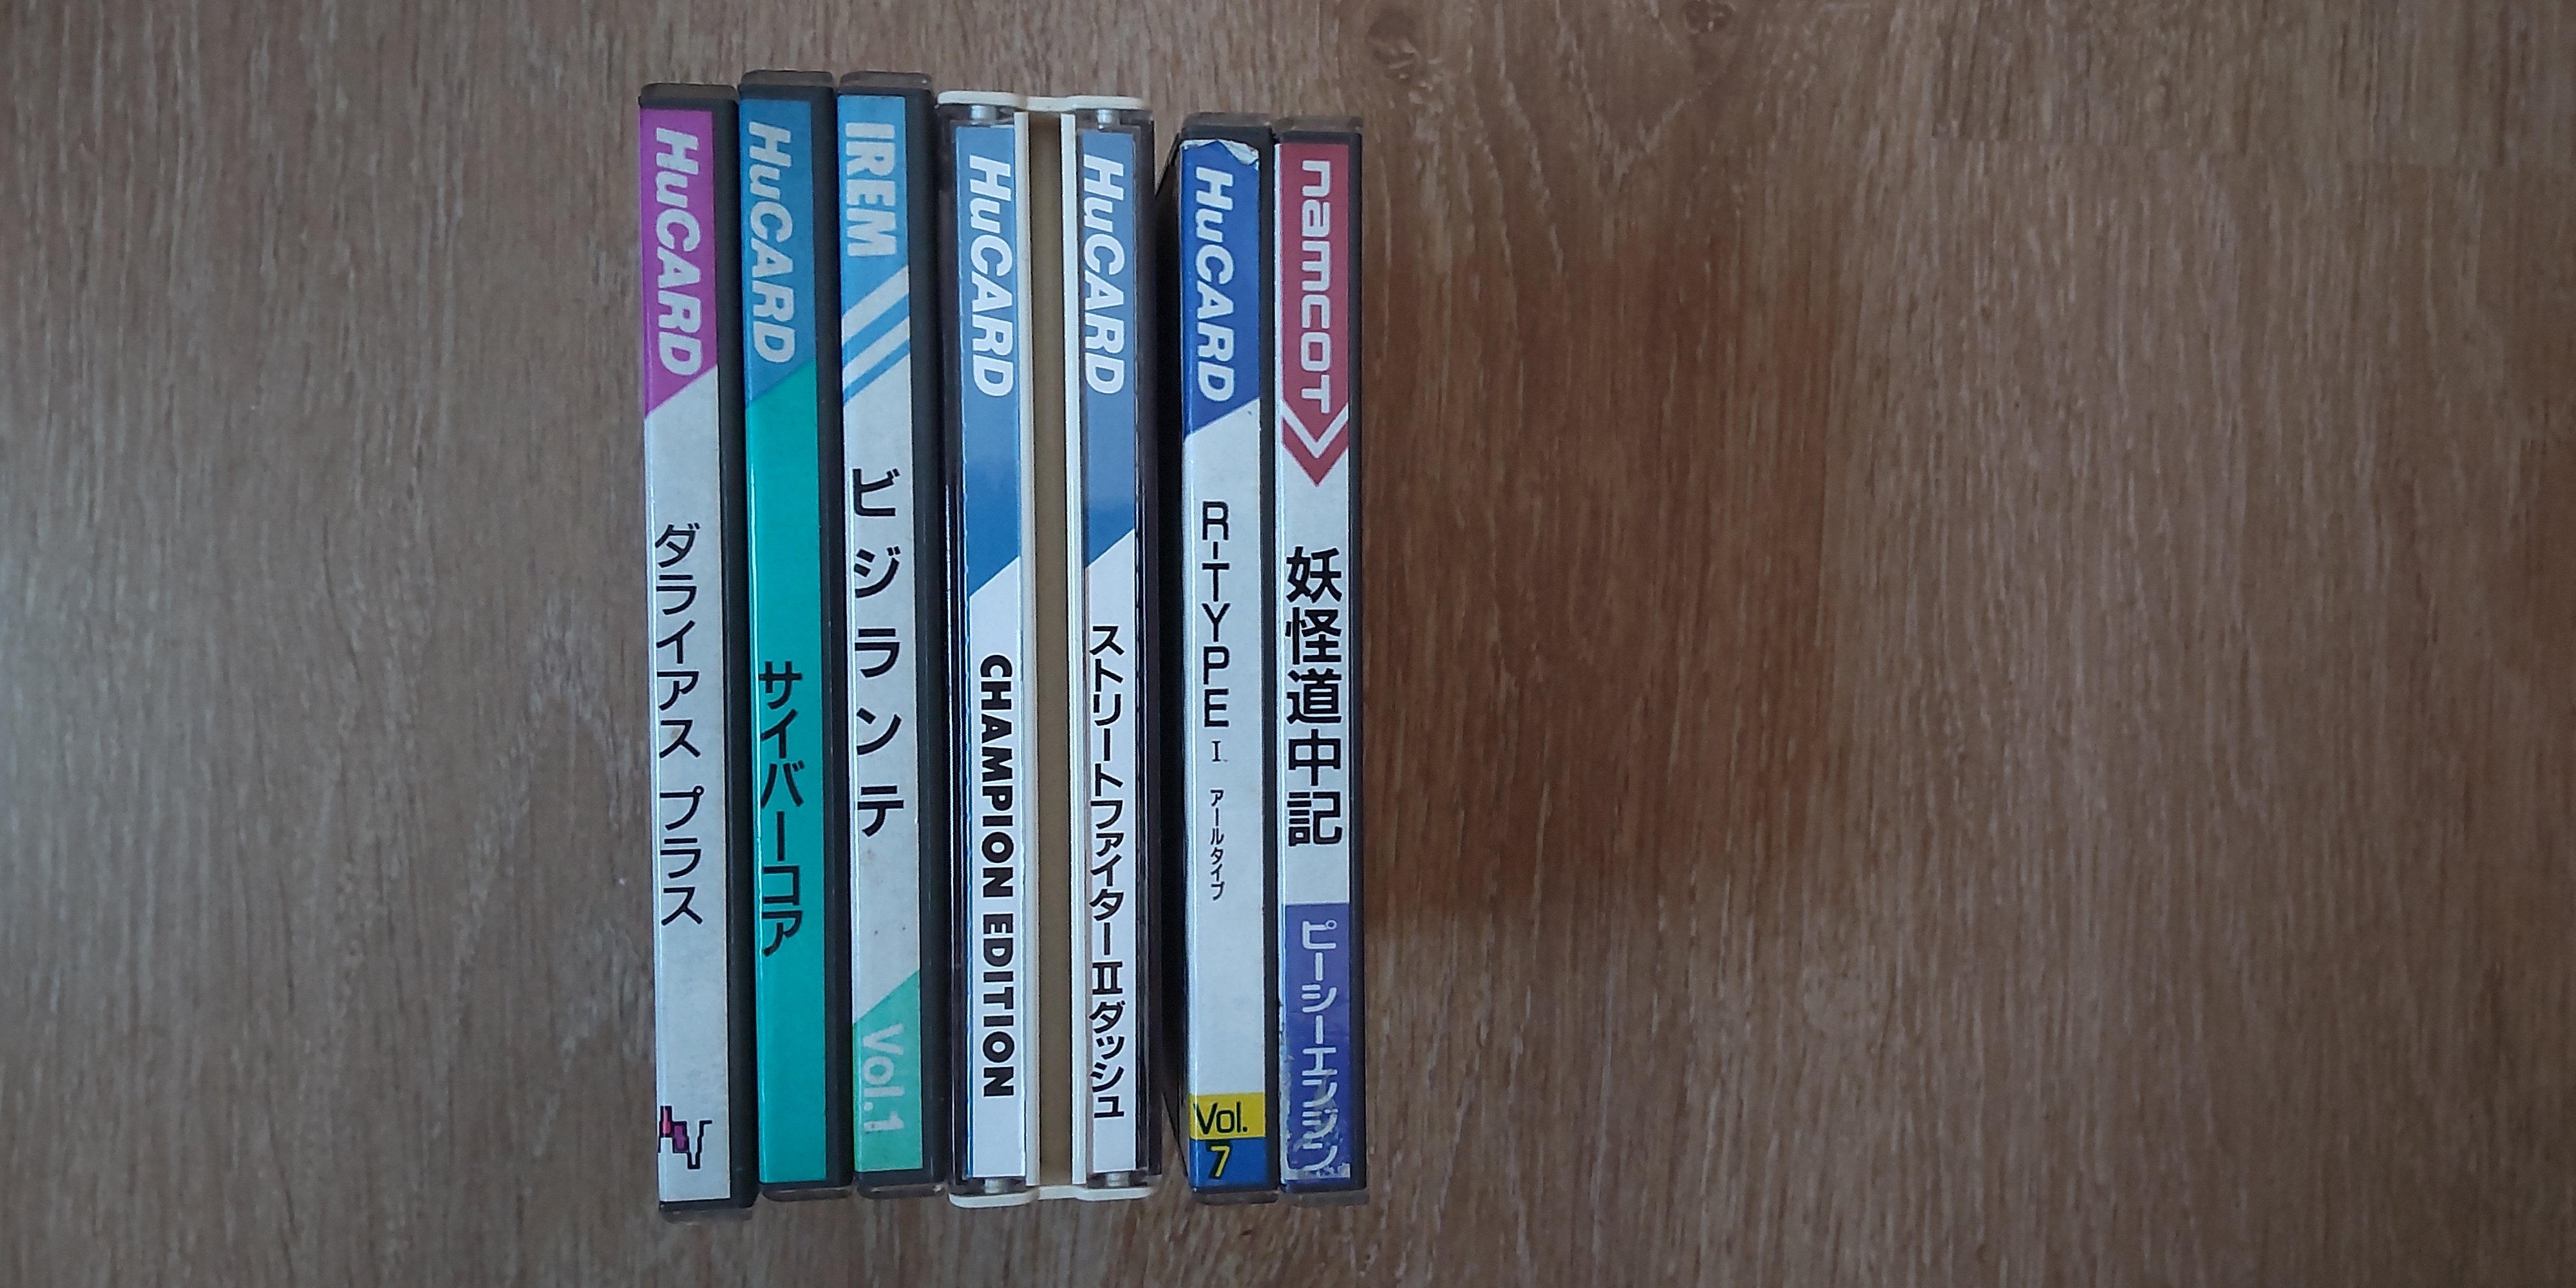 HuCARD
ダライアス プラス
HuCARD
サイバーコア
IREM
ビジランテ
Vol.1
HuCARD
CHAMPION EDITION
HuCARD
ストリートファイターⅡダッシュ
HuCARD
R-TYPE I アールタイプ
Vol.
7
namcot
妖怪道中記
ピーシーエンジン